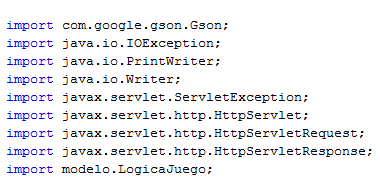 import com.google.gson.Gson;
import java.io.IOException;
import java.io.PrintWriter;
import java.io.Writer;
import javax.servlet.ServletException;
import javax.servlet.http.HttpServlet;
import javax.servlet.http.HttpServletRequest;
import javax.servlet.http.HttpServletResponse;
import modelo.LogicaJuego;